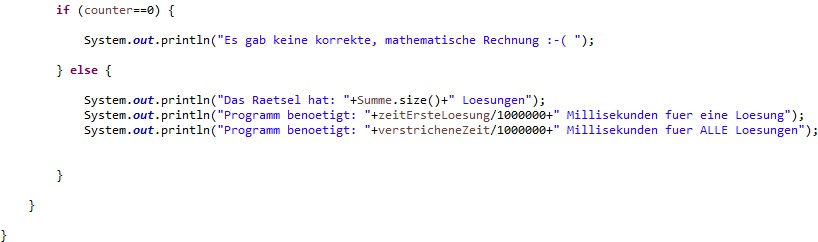 if (counter==0) {
System.out.println("Es gab keine korrekte, mathematische Rechnung :-( ");
} else {
System.out.println("Das Raetsel hat: "+Summe.size()+" Loesungen");
System.out.println("Programm benoetigt: "+zeitErsteLoesung/1000000+" Millisekunden fuer eine Loesung");
System.out.println("Programm benoetigt: "+verstricheneZeit/1000000+" Millisekunden fuer ALLE Loesungen");
}
}
}